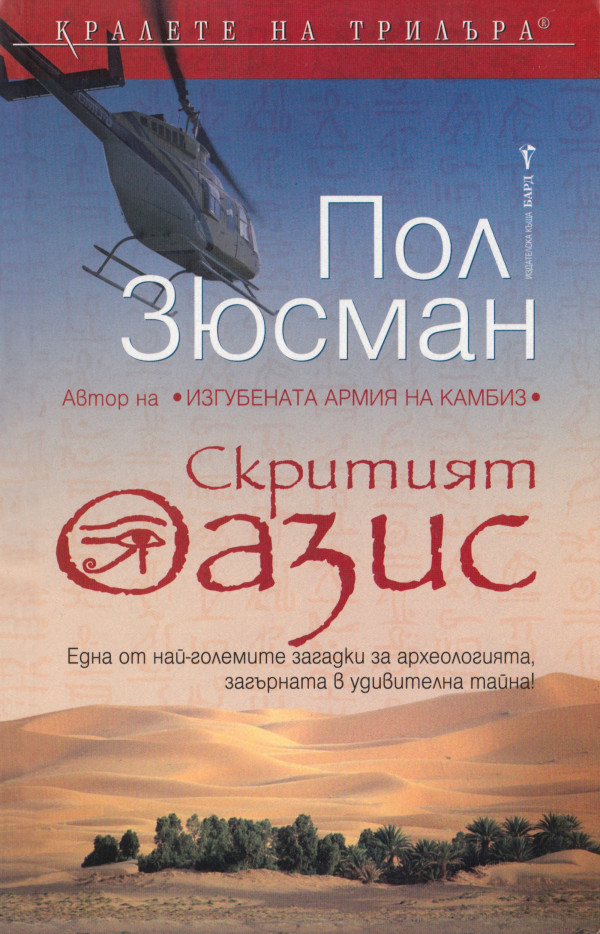 КРАЛЕТЕ НА ТРИЛЪРА®
ИЗДАТЕЛСКА КЪЩА БАРД
Пол
Зюсман
Автор на • ИЗГУБЕНАТА АРМИЯ НА КАМБИЗ •
Скритият
Оазис
Една от най-големите загадки за археологията,
загърната в удивителна тайна!